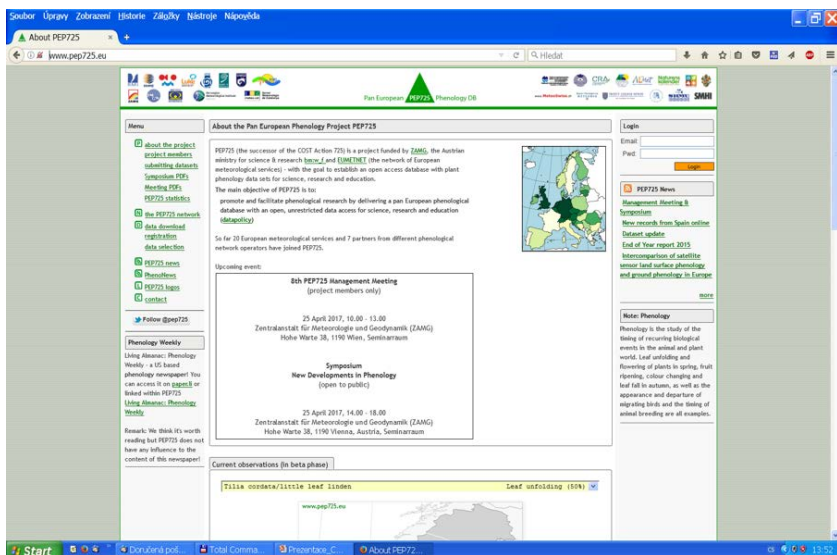 Soubor Úpravy Zobrazení Historie Záložky Nástroje Nápověda
About PEP725
www.pep725.eu
Hledat
Pan European PEP725 Phenology DB
SMHI
Menu
about the project
project members
submitting datasets
Symposium PDFs
Meeting PDFs
PEP725 statistics
the PEP725 network
data download
registration
data selection
PEP725 news
PhenoNews
PEP725 logos
contact
Follow @pep725
Phenology Weekly
Living Almanac: Phenology
Weekly - a US based
phenology newspaper! You
can access it on paper.li or
linked within PEP725
Living Almanac: Phenology
Weekly
Remark: We think it's worth
reading but PEP725 does not
have any influence to the
content of this newspaper!
About the Pan European Phenology Project PEP725
PEP725 (the successor of the COST Action 725) is a project funded by ZAMG, the Austrian
ministry for science & research bm:w_f and EUMETNET (the network of European
meteorological services) - with the goal to establish an open access database with plant
phenology data sets for science, research and education.
The main objective of PEP725 is to:
promote and facilitate phenological research by delivering a pan European phenological
database with an open, unrestricted data access for science, research and education
(datapolicy)
So far 20 European meteorological services and 7 partners from different phenological
network operators have joined PEP725.
Upcoming event:
8th PEP725 Management Meeting
(project members only)
25 April 2017, 10.00 - 13.00
Zentralanstalt für Meteorologie und Geodynamik (ZAMG)
Hohe Warte 38, 1190 Wien, Seminarraum
Symposium
New Developments in Phenology
(open to public)
25 April 2017, 14.00 - 18.00
Zentralanstalt für Meteorologie und Geodynamik (ZAMG)
Hohe Warte 38, 1190 Vienna, Austria, Seminarraum
Current observations (in beta phase)
Tilia cordata/little leaf linden Leaf unfolding (50%)
www.pep725.eu
Login
Email:
Pwd:
Login
PEP725 News
Management Meeting &
Symposium
New records from Spain online
Dataset update
End of Year report 2015
Intercomparison of satellite
sensor land surface phenology
and ground phenology in Europe
more
Note: Phenology
Phenology is the study of the
timing of recurring biological
events in the animal and plant
world. Leaf unfolding and
flowering of plants in spring, fruit
ripening, colour changing and
leaf fall in autumn, as well as the
appearance and departure of
migrating birds and the timing of
animal breeding are all examples.
Start
Doručená poš...
Total Comma...
Prezentace_C...
About PEP72...
CS
13:52